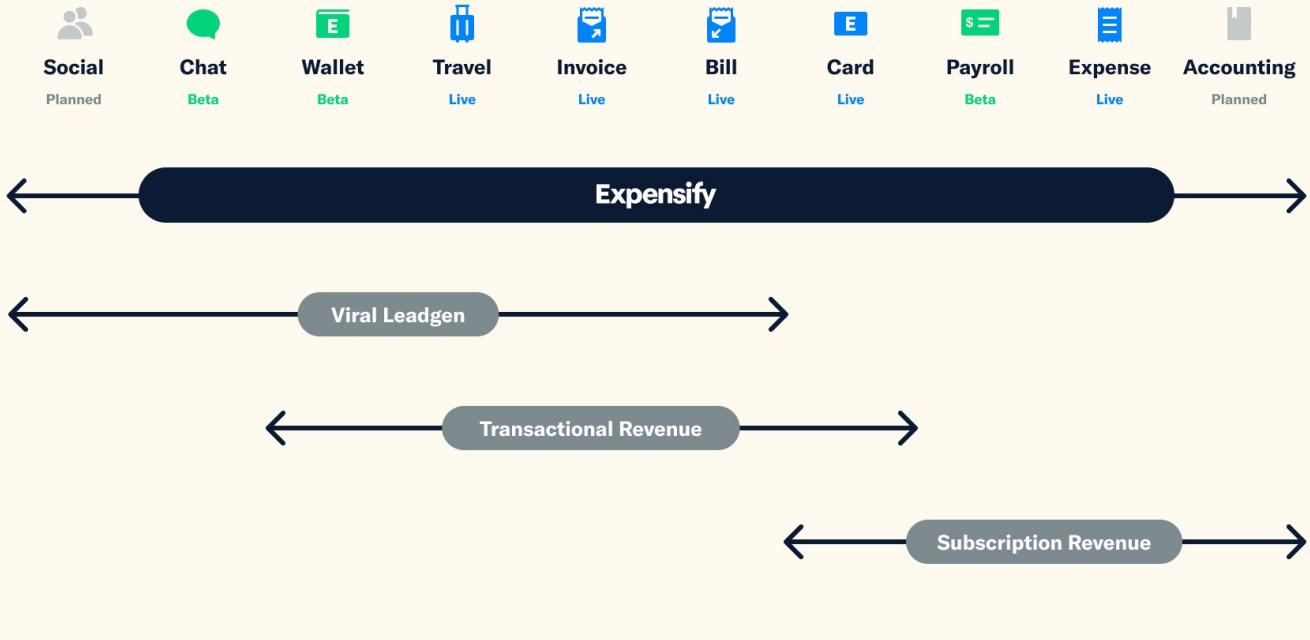 E
E
$
Social Chat Wallet Travel Invoice Bill Card Payroll Expense Accounting
Planned Beta Beta Live Live Live Live Beta Live Planned
Expensify
Viral Leadgen
Transactional Revenue
Subscription Revenue